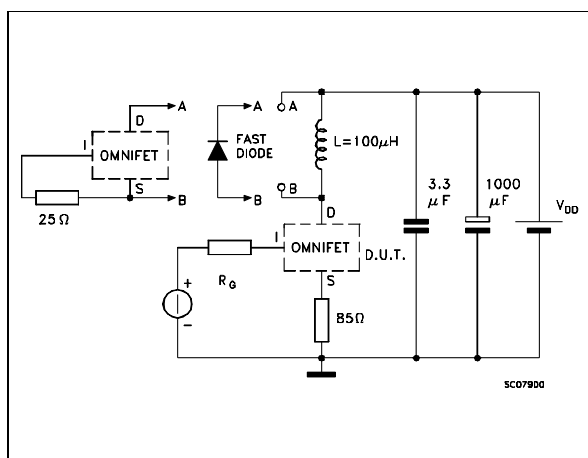 A
A
A
D
I
OMNIFET
FAST
DIODE
L=100μH
S
B
B
B
25Ω
3.3
μF
1000
μF
V_DD
D
I
OMNIFET
D.U.T.
R_G
S
+
-
85Ω
SC07900